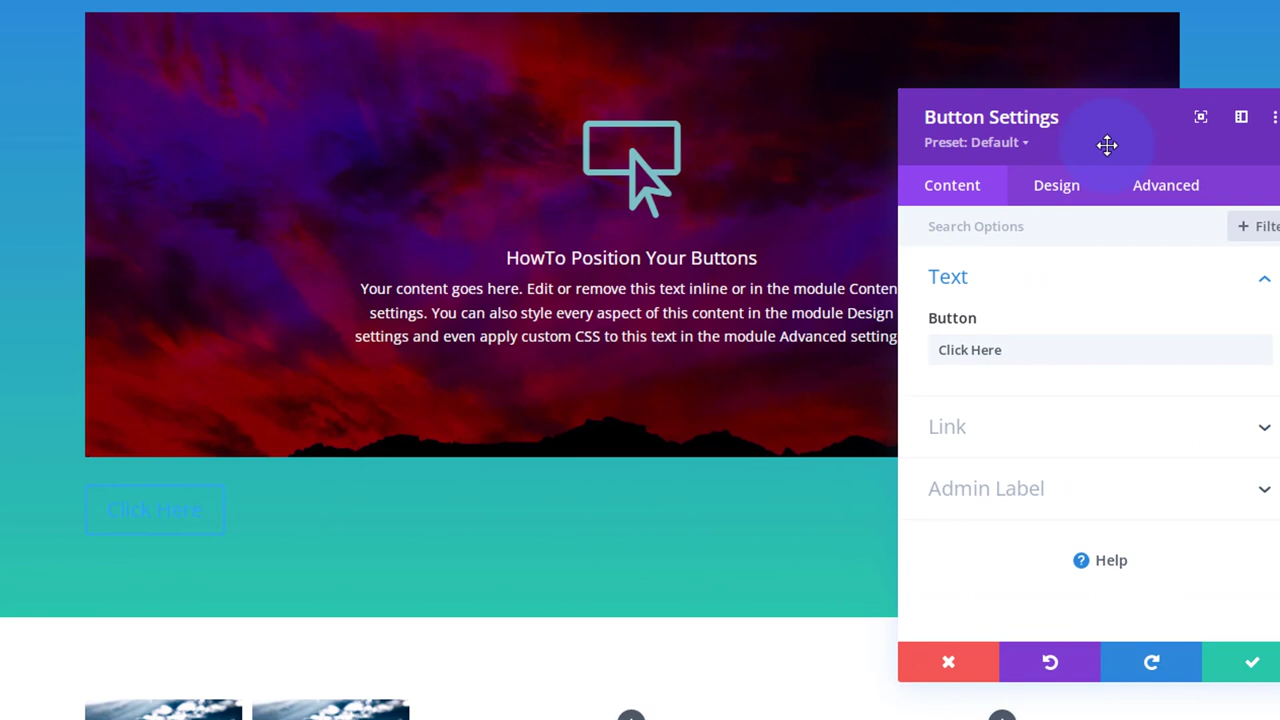 HowTo Position Your Buttons
Your content goes here. Edit or remove this text inline or in the module Conten
settings. You can also style every aspect of this content in the module Design
settings and even apply custom CSS to this text in the module Advanced setting
Click Here
Button Settings
Preset: Default
Content
Design
Advanced
Search Options
+ Filte
Text
Button
Click Here
Link
Admin Label
? Help